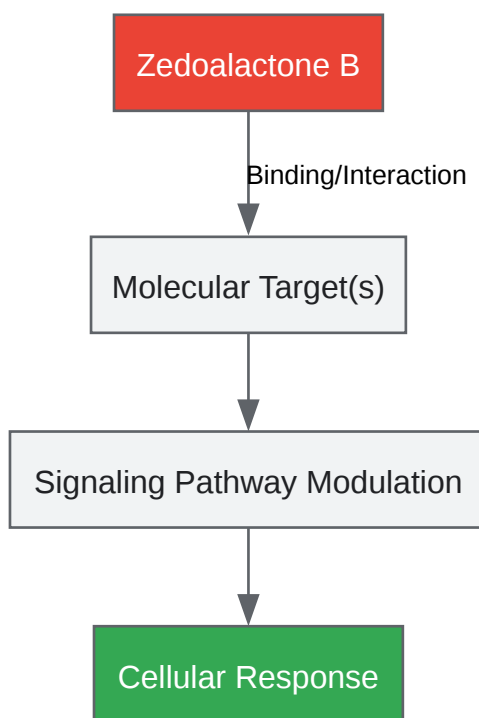 Zedoalactone B
Binding/Interaction
Molecular Target(s)
Signaling Pathway Modulation
Cellular Response